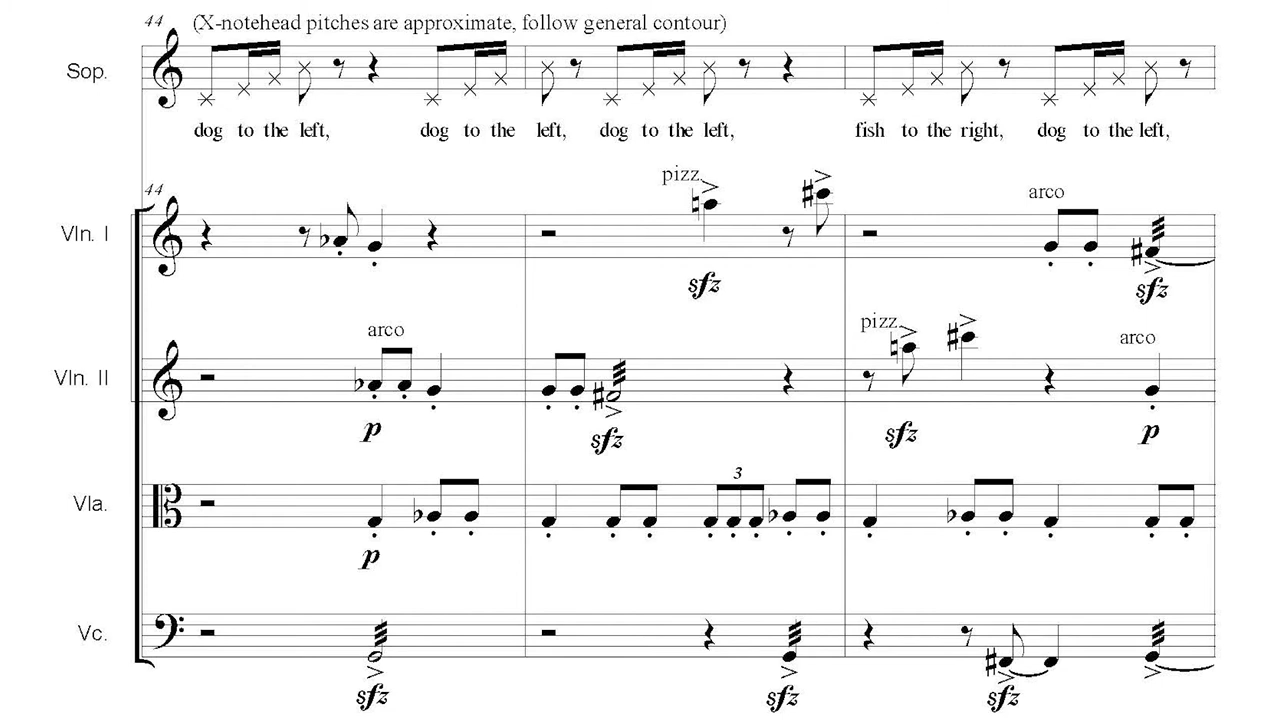 44 (X-notehead pitches are approximate, follow general contour)
Sop.
dog to the left, dog to the left, dog to the left, fish to the right, dog to the left,
44
pizz.
arco
Vln. I
sfz
sfz
arco
pizz.
arco
Vln. II
p
sfz
sfz
p
3
Vla.
p
Vc.
sfz
sfz
sfz